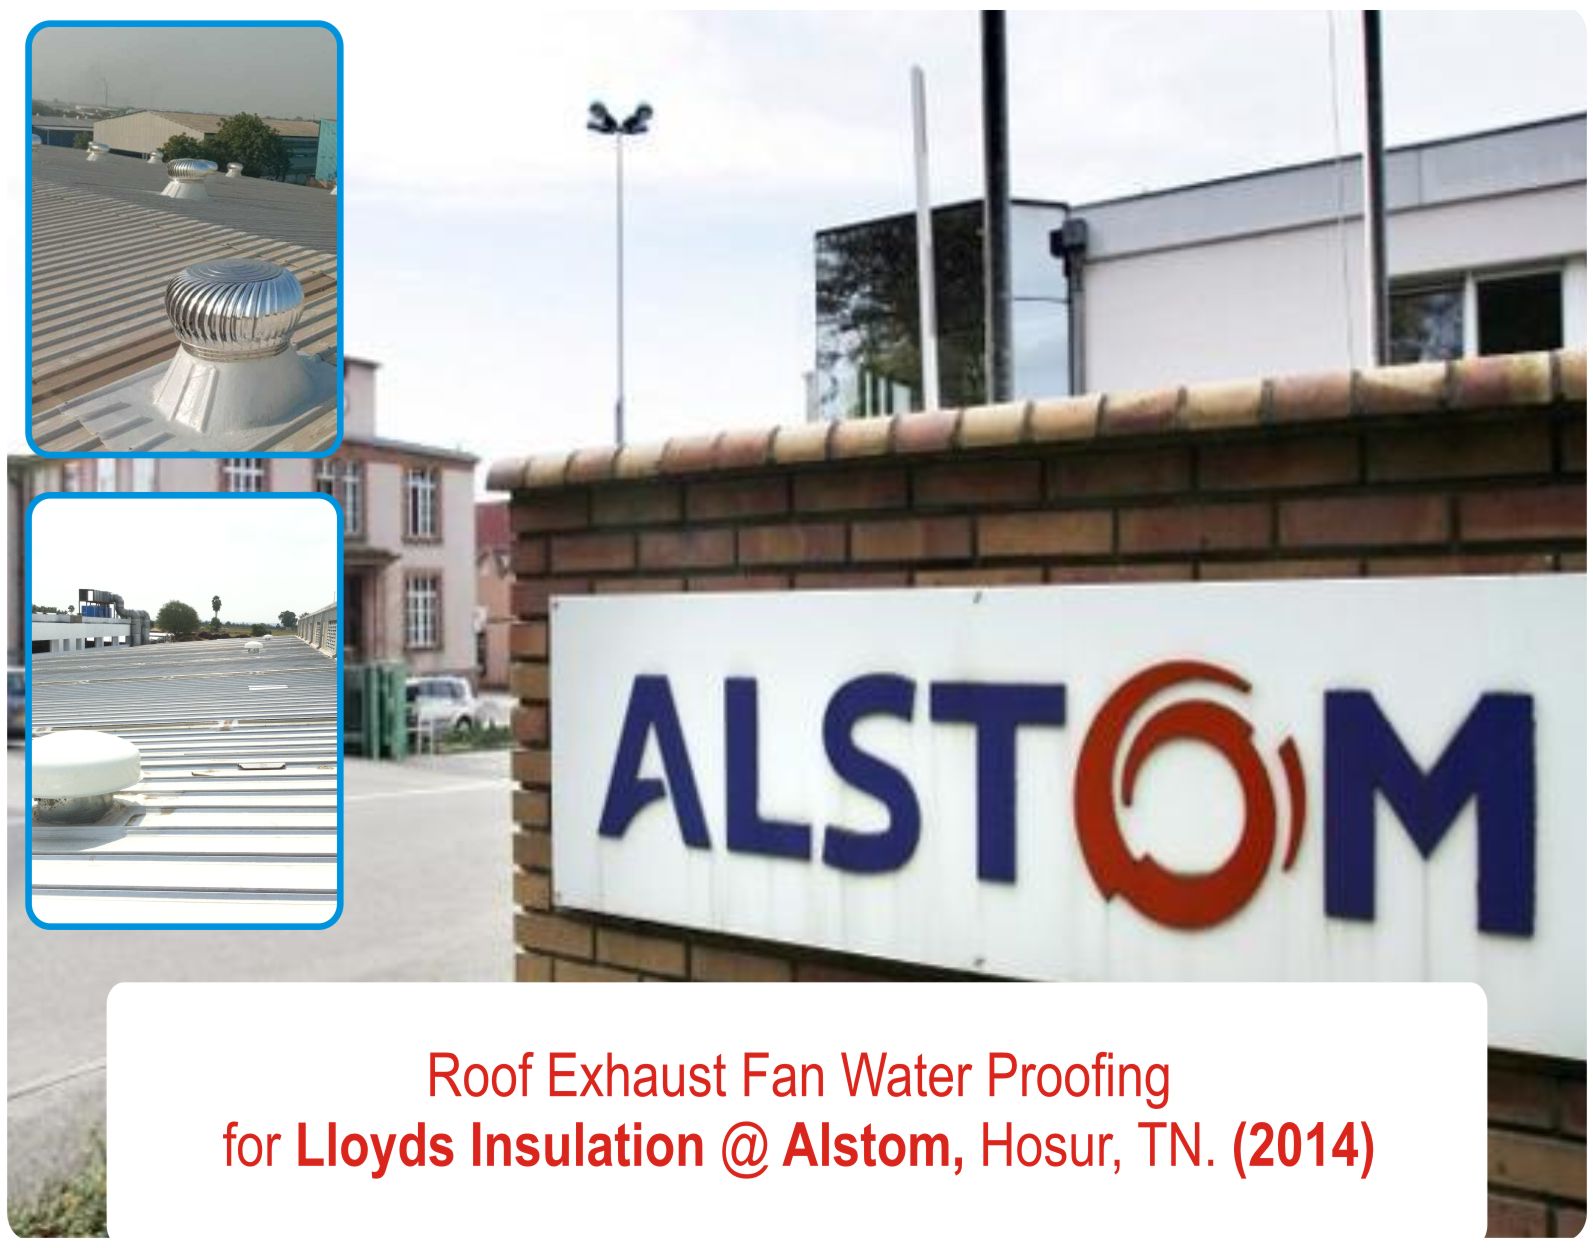 ALSTOM
Roof Exhaust Fan Water Proofing
for Lloyds Insulation @ Alstom, Hosur, TN. (2014)